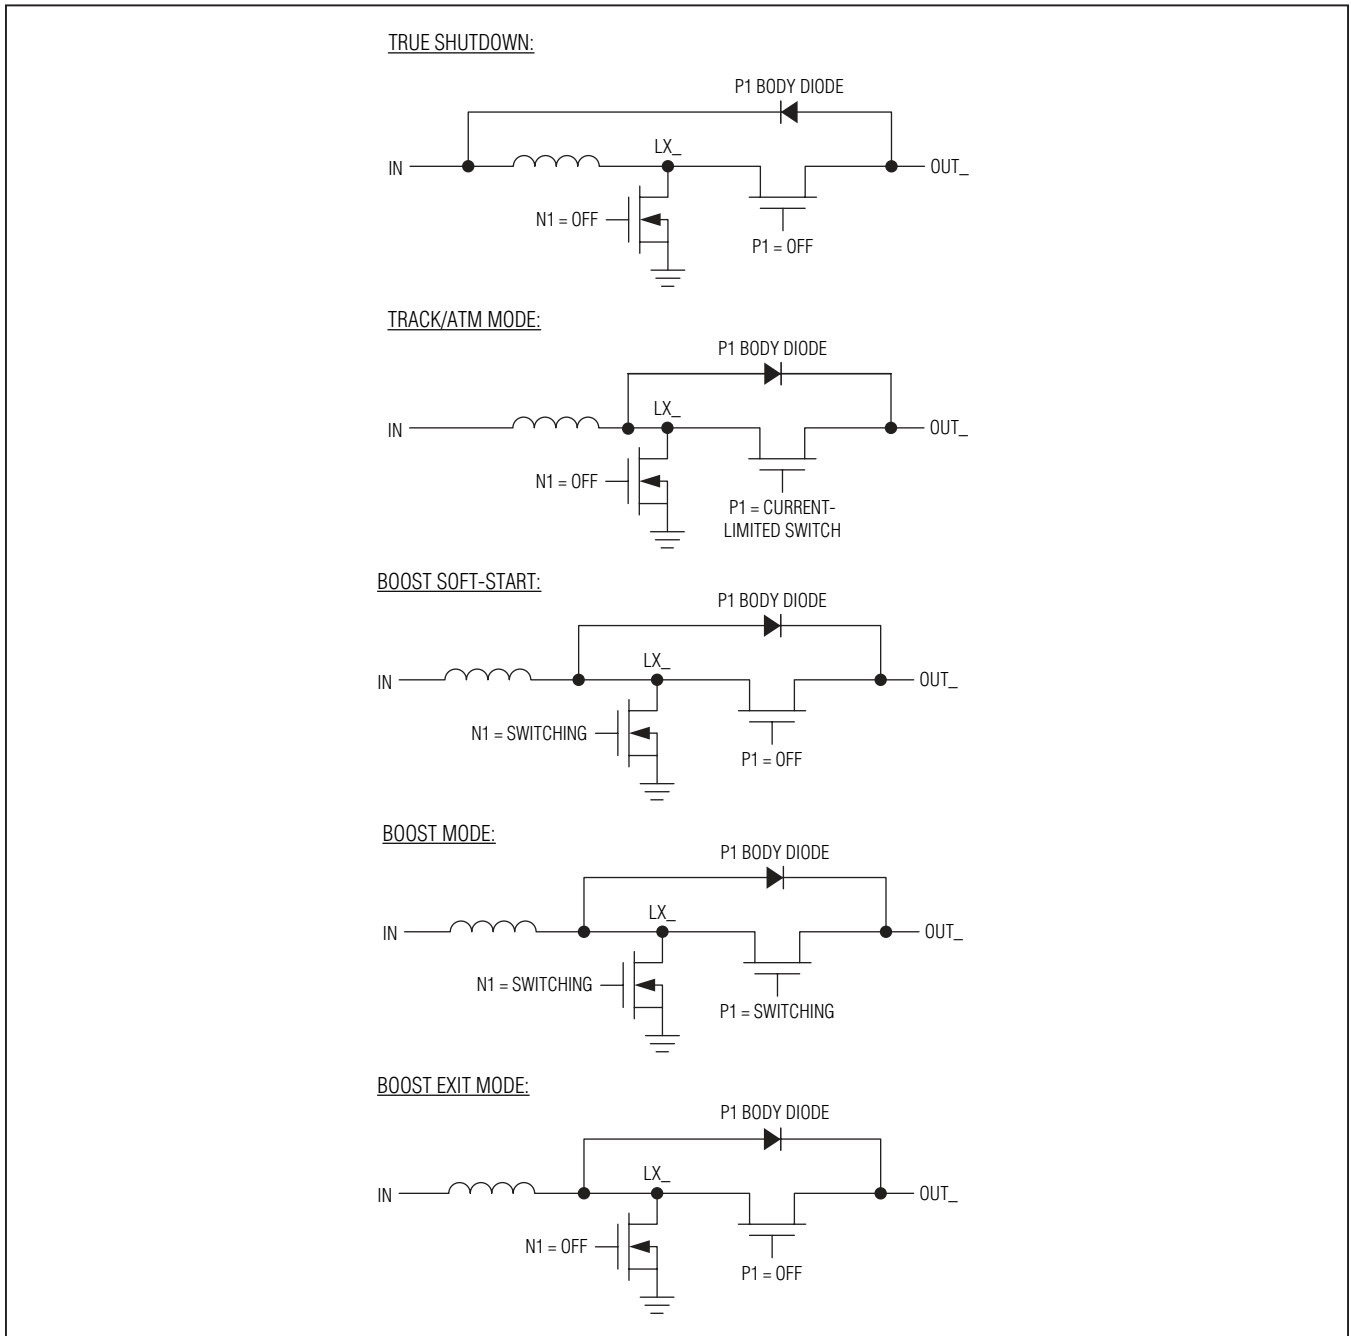 TRUE SHUTDOWN:
P1 BODY DIODE
LX_
IN
OUT_
N1 = OFF
P1 = OFF
TRACK/ATM MODE:
P1 BODY DIODE
LX_
IN
OUT_
N1 = OFF
P1 = CURRENT-
LIMITED SWITCH
BOOST SOFT-START:
P1 BODY DIODE
LX_
IN
OUT_
N1 = SWITCHING
P1 = OFF
BOOST MODE:
P1 BODY DIODE
LX_
IN
OUT_
N1 = SWITCHING
P1 = SWITCHING
BOOST EXIT MODE:
P1 BODY DIODE
LX_
IN
OUT_
N1 = OFF
P1 = OFF